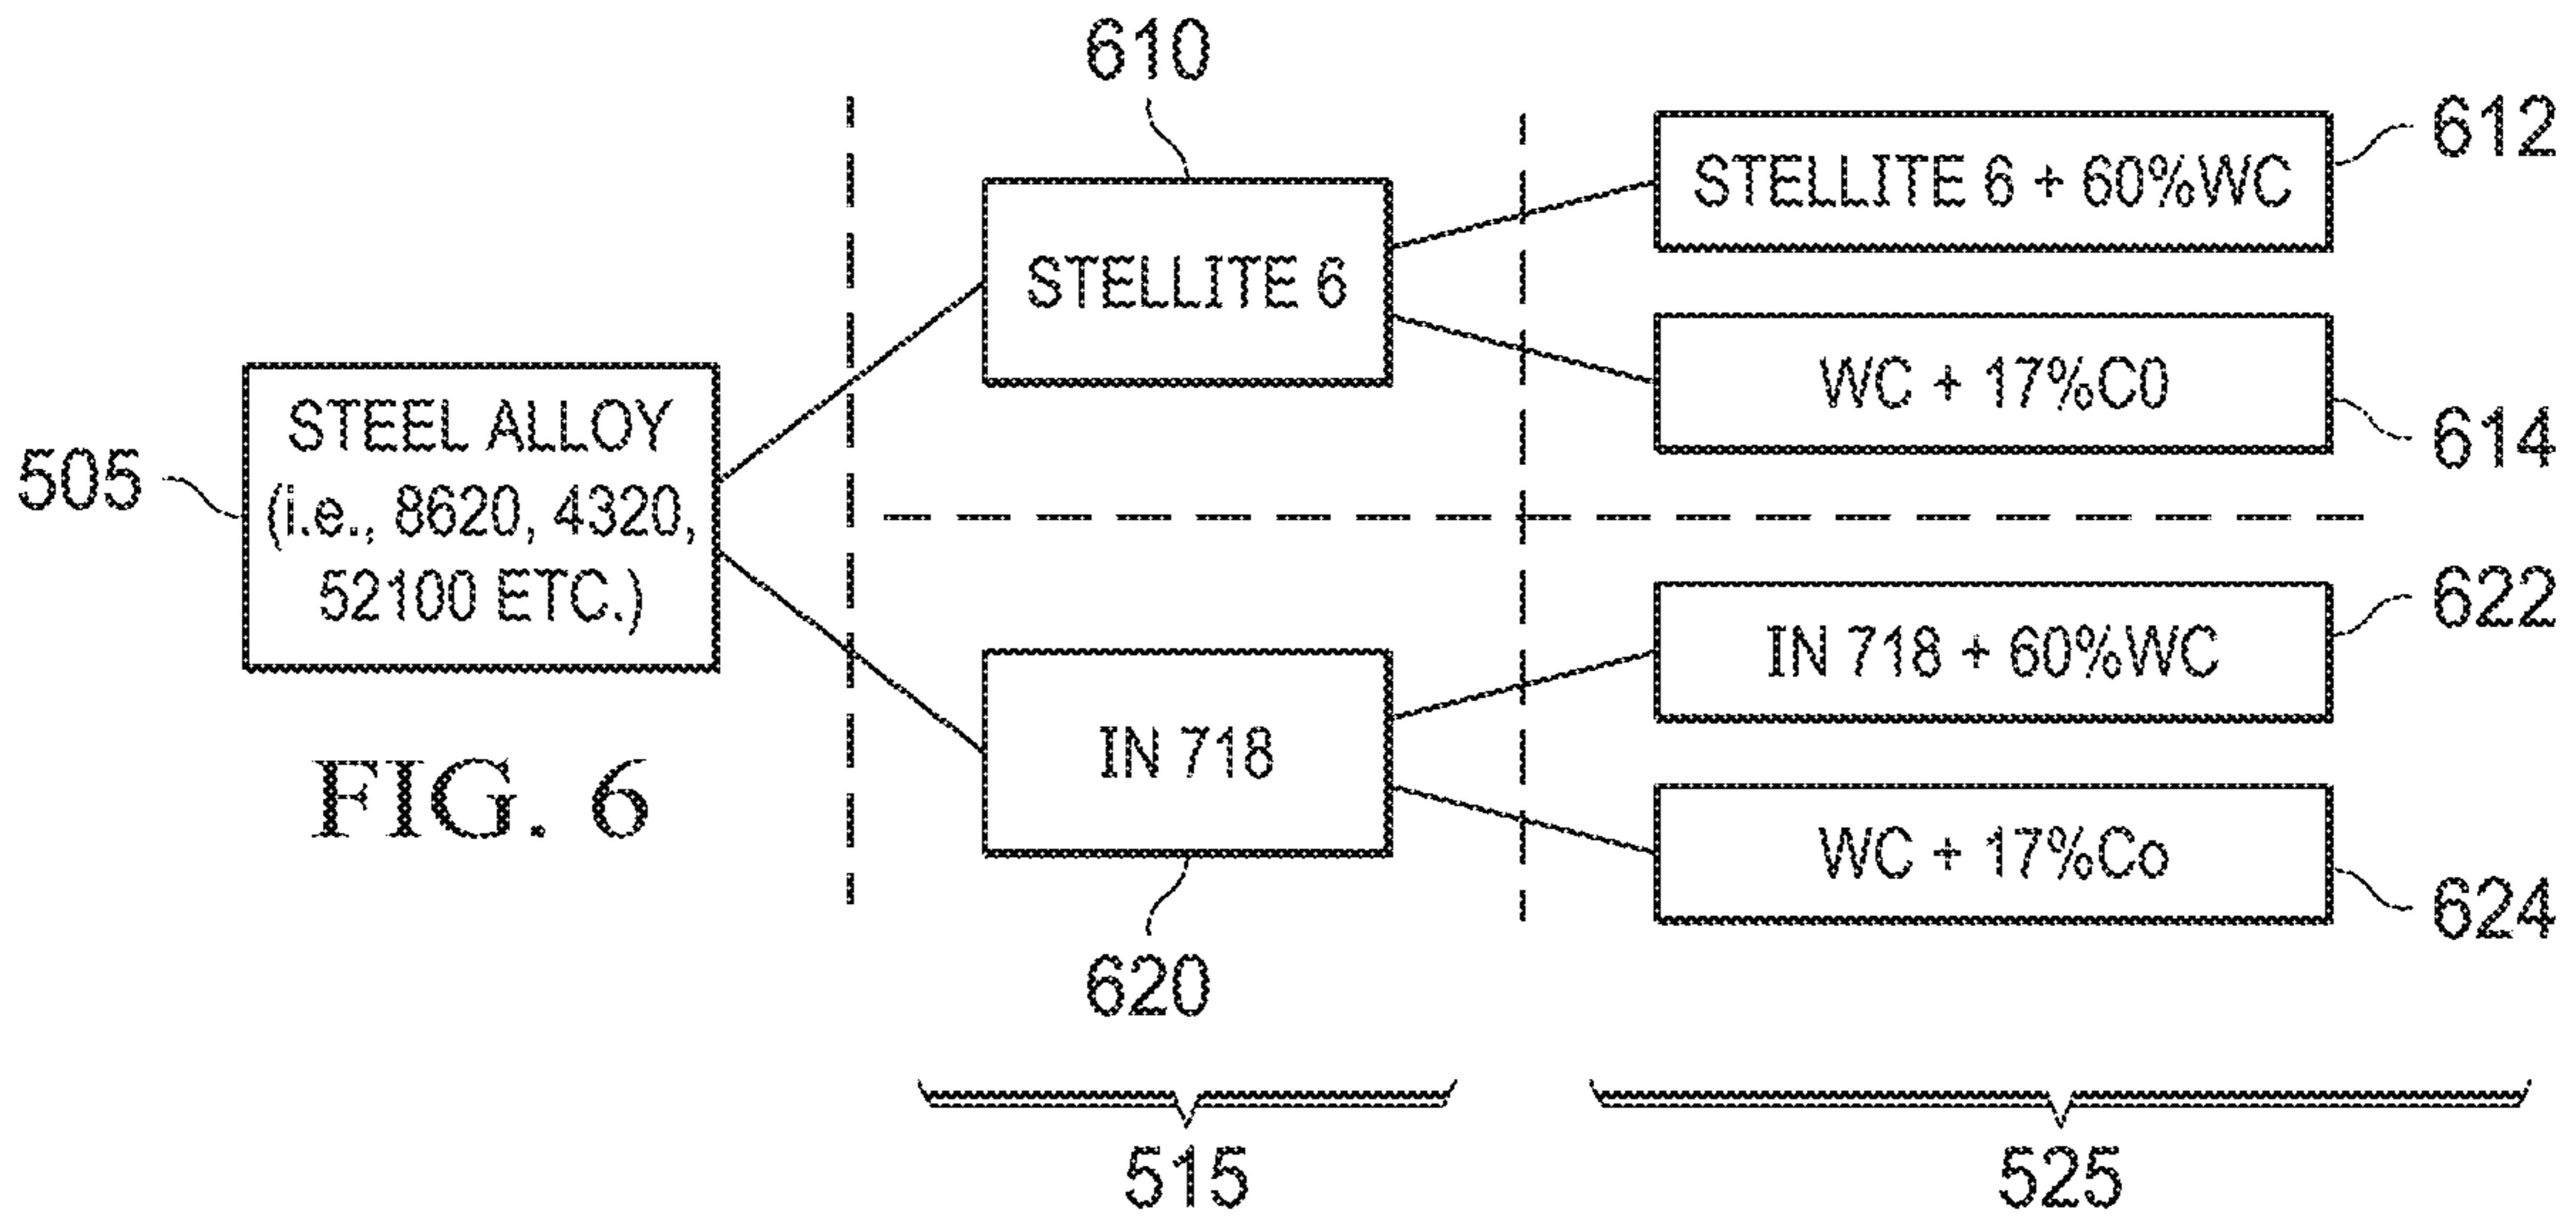 610
612
STELLITE 6 + 60%WC
STELLITE 6
WC + 17%C0
614
505
STEEL ALLOY
(i.e., 8620, 4320,
52100 ETC.)
622
IN 718 + 60%WC
IN 718
WC + 17%Co
624
620
FIG. 6
515
525